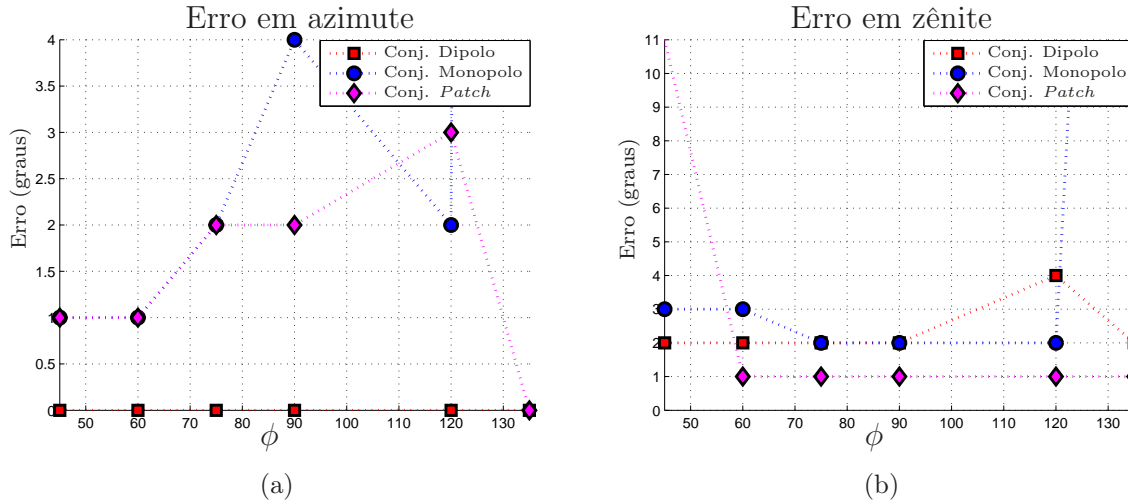 Erro em azimute
Conj. Dipolo
Conj. Monopolo
Conj. Patch
4
3.5
3
2.5
2
1.5
1
0.5
0
Erro (graus)
50 60 70 80 90 100 110 120 130
ϕ
(a)
Erro em zênite
Conj. Dipolo
Conj. Monopolo
Conj. Patch
11
10
9
8
7
6
5
4
3
2
1
0
Erro (graus)
50 60 70 80 90 100 110 120 130
ϕ
(b)